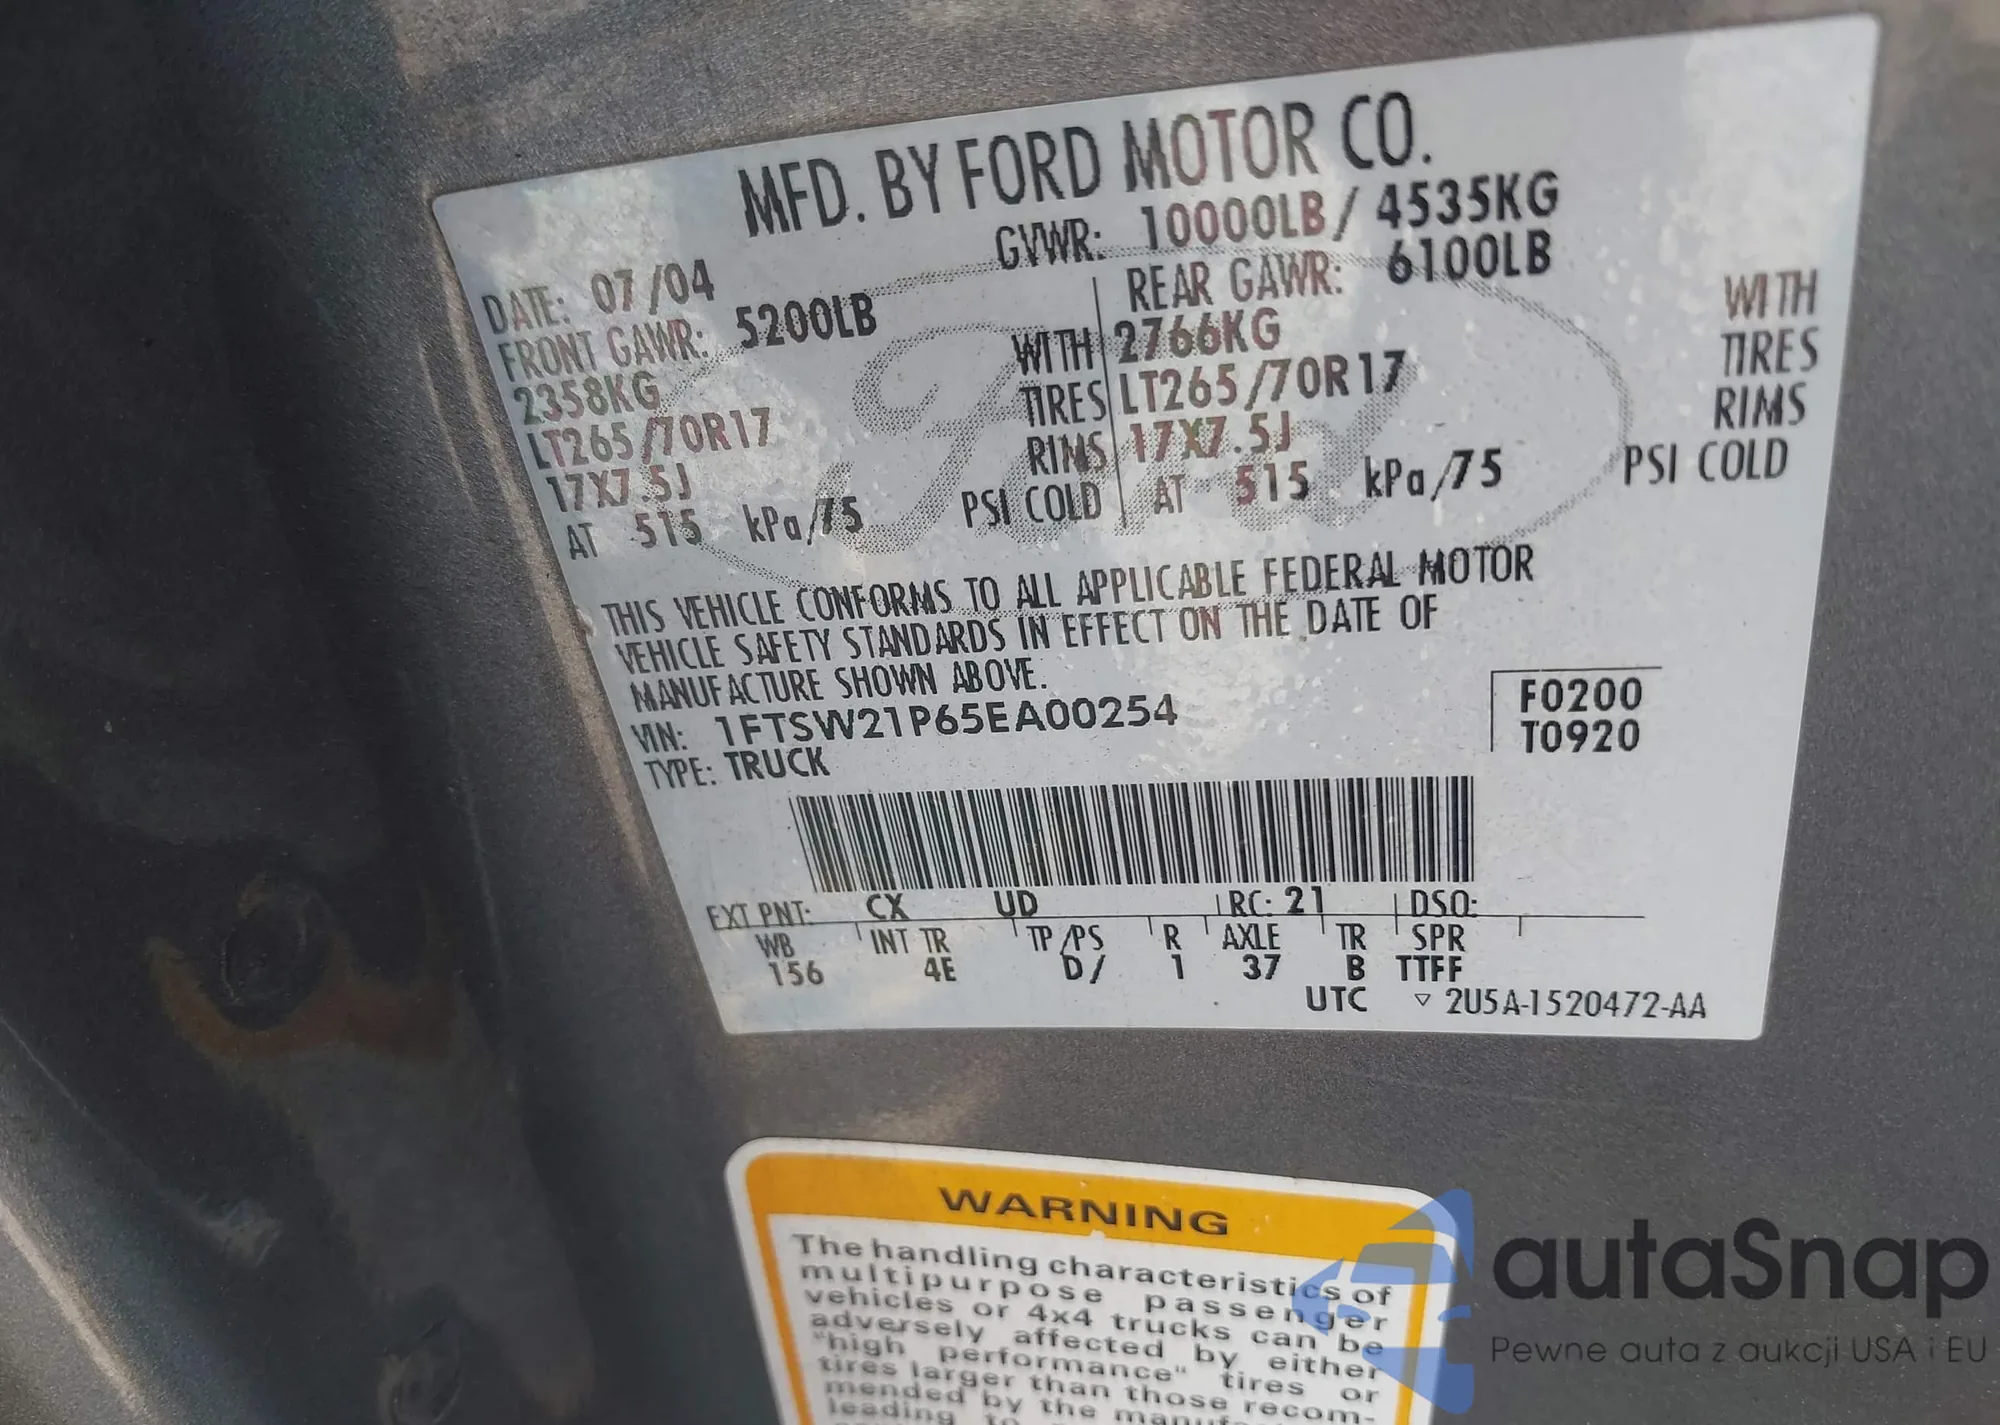 MFD. BY FORD MOTOR CO.
DATE: 07/04 GVWR: 10000LB/ 4535KG
FRONT GAWR: 5200LB REAR GAWR: 6100LB
2358KG WITH 2766KG WITH
LT265/70R17 TIRES LT265/70R17 TIRES
17X7.5J RIMS 17X7.5J RIMS
AT 515 kPa/75 PSI COLD AT 515 kPa/75 PSI COLD
Ford
THIS VEHICLE CONFORMS TO ALL APPLICABLE FEDERAL MOTOR
VEHICLE SAFETY STANDARDS IN EFFECT ON THE DATE OF
MANUFACTURE SHOWN ABOVE.
VIN: 1FTSW21P65EA00254 F0200
TYPE: TRUCK T0920
EXT PNT: CX UD RC: 21 DSO:
WB INT TR TP/PS R AXLE TR SPR
156 4E D/ 1 37 B TTFF
UTC ▽ 2U5A-1520472-AA
WARNING
The handling characteristics of
multipurpose passenger
vehicles or 4x4 trucks can be
adversely affected by either
"high performance" tires or
tires larger than those recom-
mended by the
leading to
autaSnap
Pewne auta z aukcji USA i EU